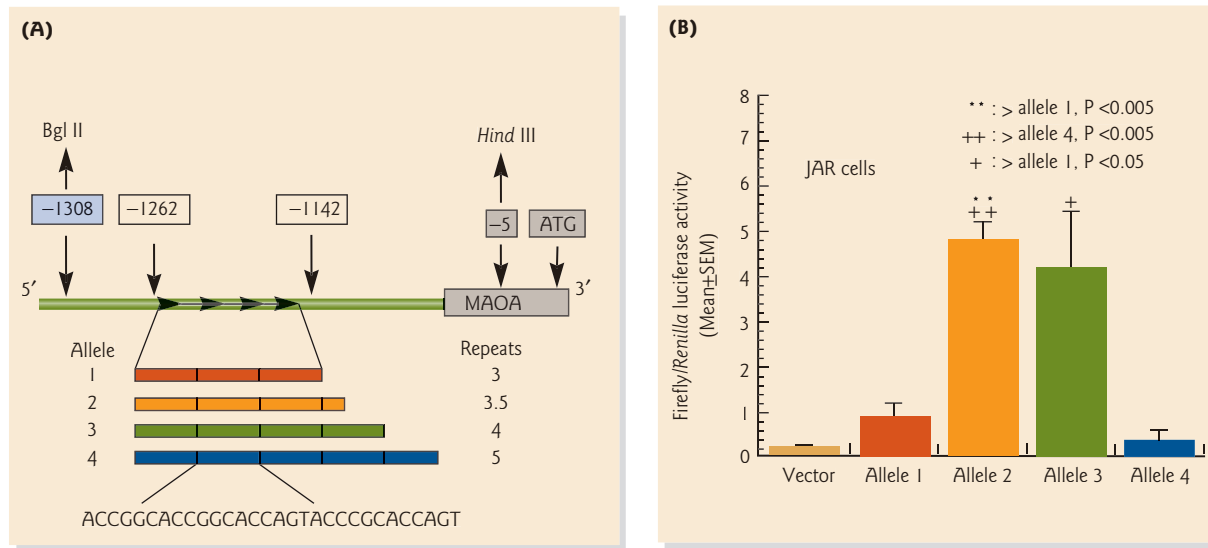 (A)
Bgl II
Hind III
−1308
−1262
−1142
−5
ATG
5′
3′
MAOA
Allele
Repeats
1
3
2
3.5
3
4
4
5
ACCGGCACCGGCACCAGTACCCGCACCAGT
(B)
Firefly/Renilla luciferase activity
(Mean±SEM)
8
7
6
5
4
3
2
1
0
JAR cells
** : > allele 1, P <0.005
++ : > allele 4, P <0.005
+ : > allele 1, P <0.05
**
++
+
Vector
Allele 1
Allele 2
Allele 3
Allele 4